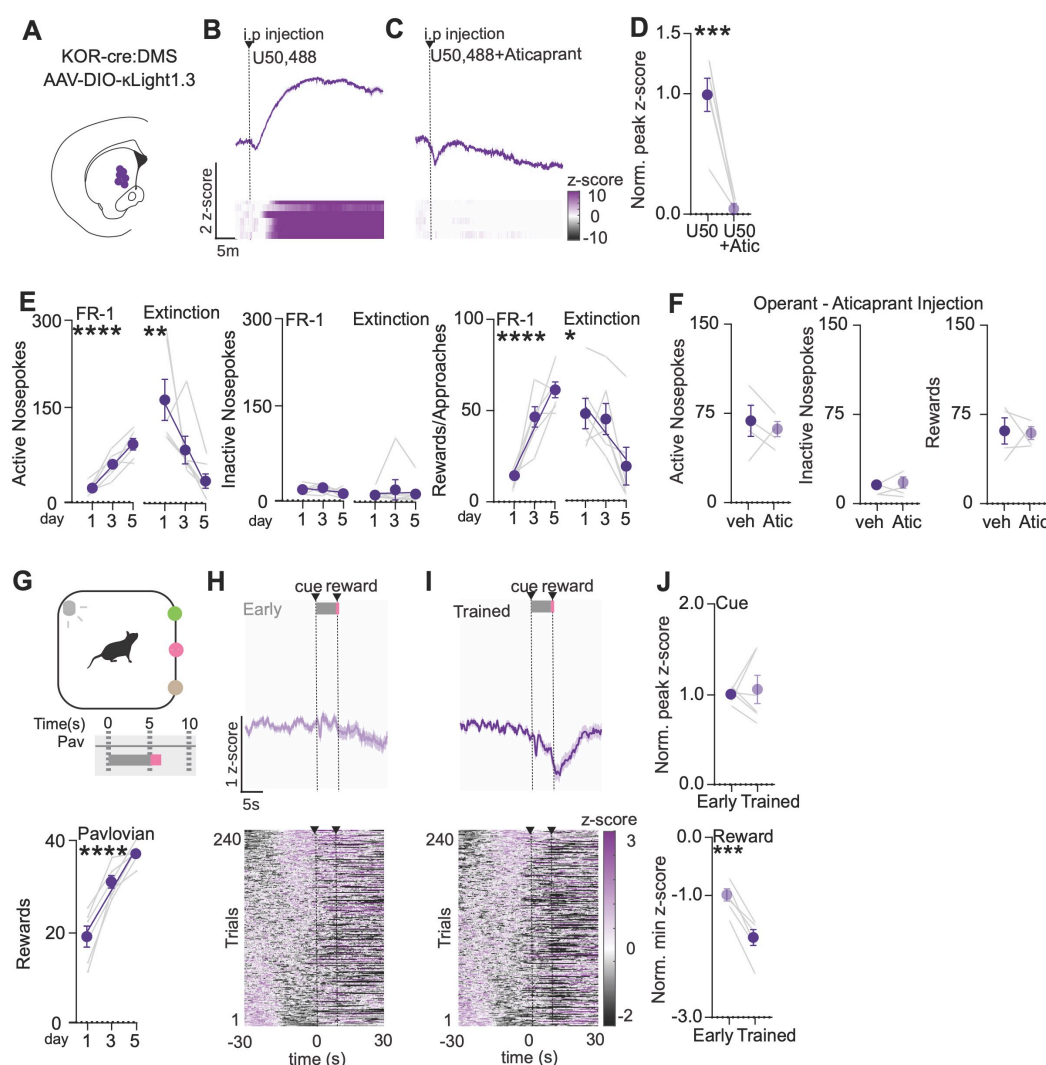 A
KOR-cre:DMS
AAV-DIO-κLight1.3
B
i.p injection
U50,488
2 z-score
5m
C
i.p injection
U50,488+Aticaprant
z-score
10
0
-10
D
Norm. peak z-score
1.5
***
1.0
0.0
U50 U50
+Atic
E
Active Nosepokes
300
150
0
FR-1
****
Extinction
**
day 1 3 5 1 3 5
Inactive Nosepokes
300
150
0
FR-1
Extinction
1 3 5 1 3 5
Rewards/Approaches
100
50
0
FR-1
****
Extinction
*
day 1 3 5 1 3 5
F
Operant - Aticaprant Injection
Active Nosepokes
150
75
0
veh Atic
Inactive Nosepokes
150
75
0
veh Atic
Rewards
150
75
0
veh Atic
G
Time(s) 0 5 10
Pav
Pavlovian
****
Rewards
40
20
0
day 1 3 5
H
cue reward
Early
1 z-score
5s
Trials
240
1
-30 0 30
time (s)
I
cue reward
Trained
Trials
240
1
-30 0 30
time (s)
z-score
3
0
-2
J
Cue
Norm. peak z-score
2.0
1.0
0.0
Early Trained
Reward
***
Norm. min z-score
0.0
-1.0
-3.0
Early Trained